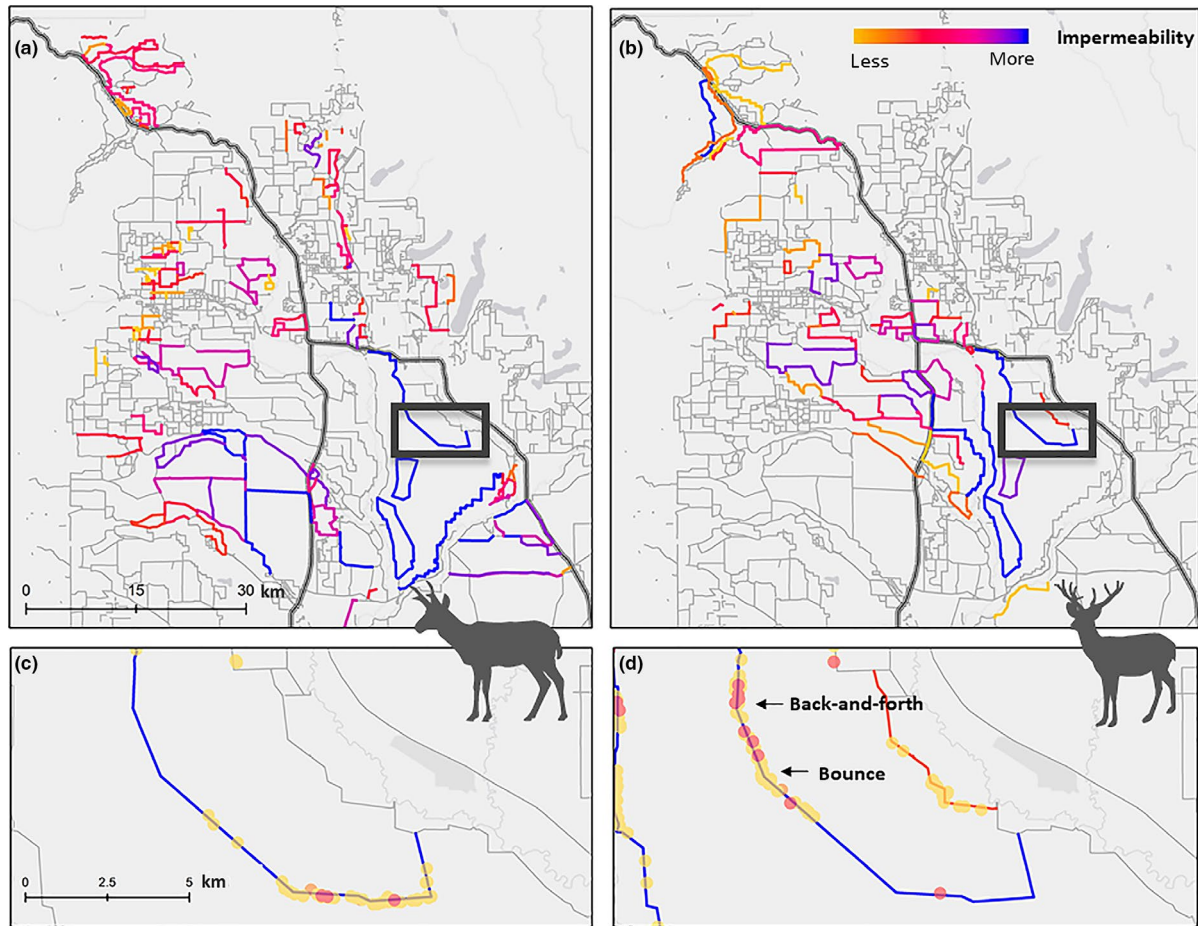 (a)
0 15 30 km
(b)
Impermeability
Less More
(c)
0 2.5 5 km
(d)
Back-and-forth
Bounce